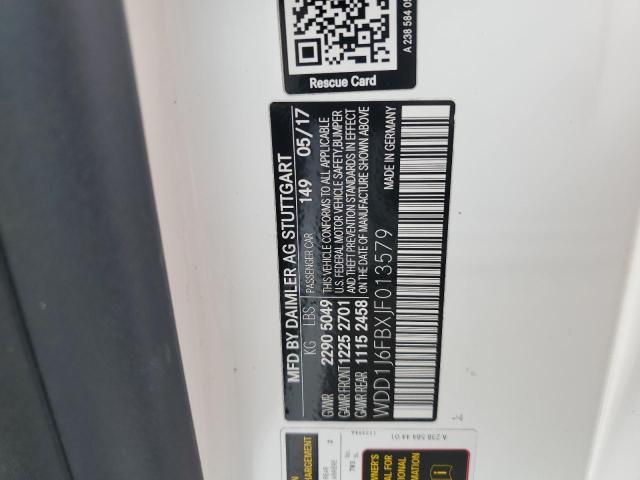 A 238 584 05
Rescue Card
MFD BY DAIMLER AG STUTTGART
KG LBS PASSENGER CAR 149 05/17
GVWR 2290 5049
GAWR FRONT 1225 2701
GAWR REAR 1115 2458
THIS VEHICLE CONFORMS TO ALL APPLICABLE
U.S. FEDERAL MOTOR VEHICLE SAFETY, BUMPER
AND THEFT PREVENTION STANDARDS IN EFFECT
ON THE DATE OF MANUFACTURE SHOWN ABOVE
WDD1J6FBXJF013579
MADE IN GERMANY
A 238 584 44 01